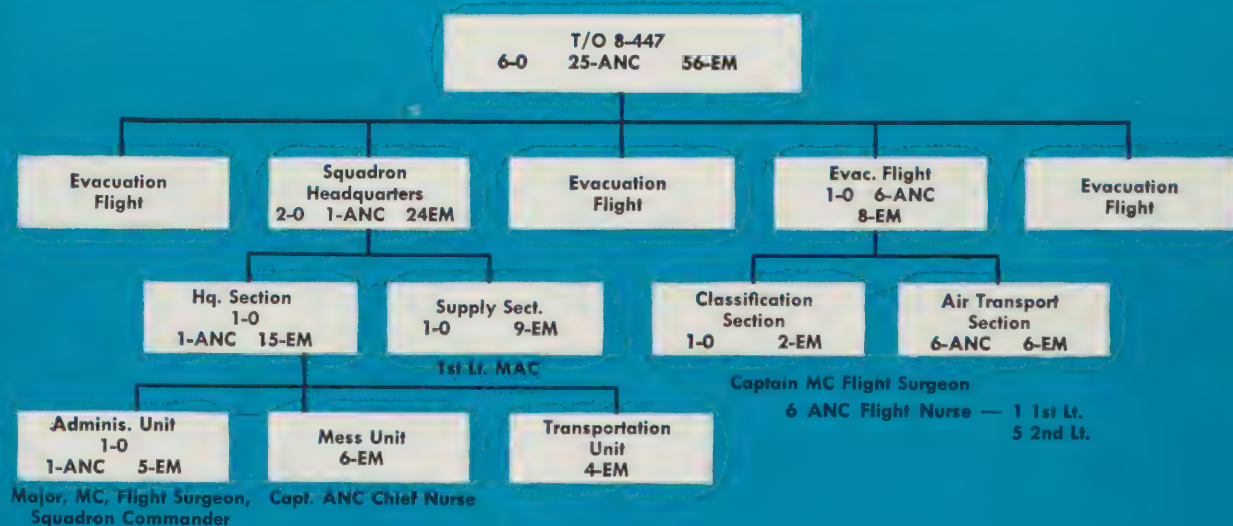 T/O 8-447
6-0 25-ANC 56-EM
Evacuation
Flight
Squadron
Headquarters
2-0 1-ANC 24EM
Evacuation
Flight
Evac. Flight
1-0 6-ANC
8-EM
Evacuation
Flight
Hq. Section
1-0
1-ANC 15-EM
Supply Sect.
1-0 9-EM
1st Lt. MAC
Classification
Section
1-0 2-EM
Air Transport
Section
6-ANC 6-EM
Captain MC Flight Surgeon
6 ANC Flight Nurse — 1 1st Lt.
5 2nd Lt.
Adminis. Unit
1-0
1-ANC 5-EM
Major, MC, Flight Surgeon,
Squadron Commander
Mess Unit
6-EM
Capt. ANC Chief Nurse
Transportation
Unit
4-EM